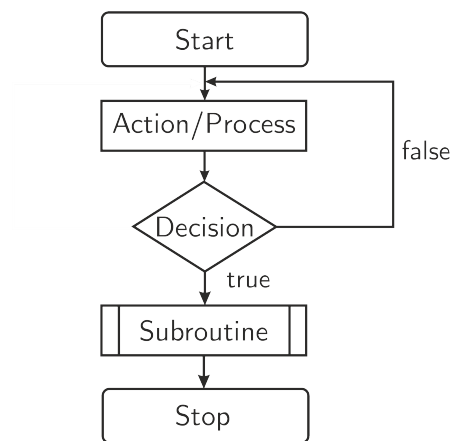 Start
Action/Process
false
Decision
true
Subroutine
Stop